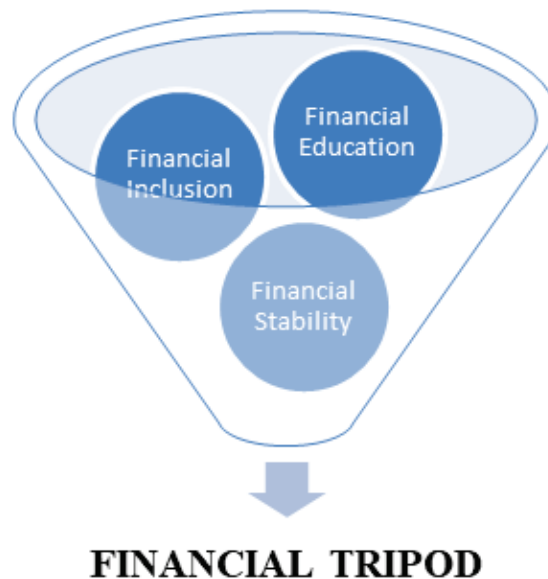 Financial
Education
Financial
Inclusion
Financial
Stability
FINANCIAL TRIPOD